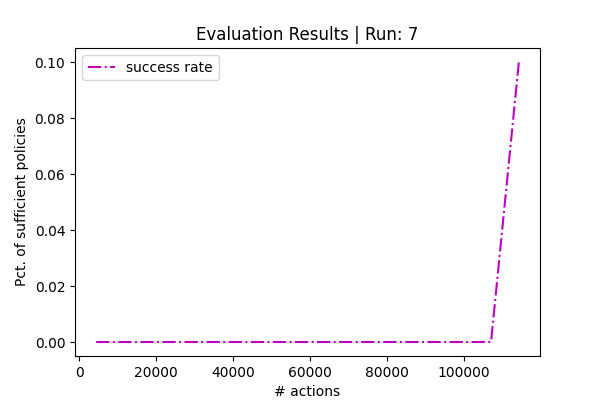 Evaluation Results | Run: 7
success rate
Pct. of sufficient policies
0.10
0.08
0.06
0.04
0.02
0.00
0 20000 40000 60000 80000 100000
# actions